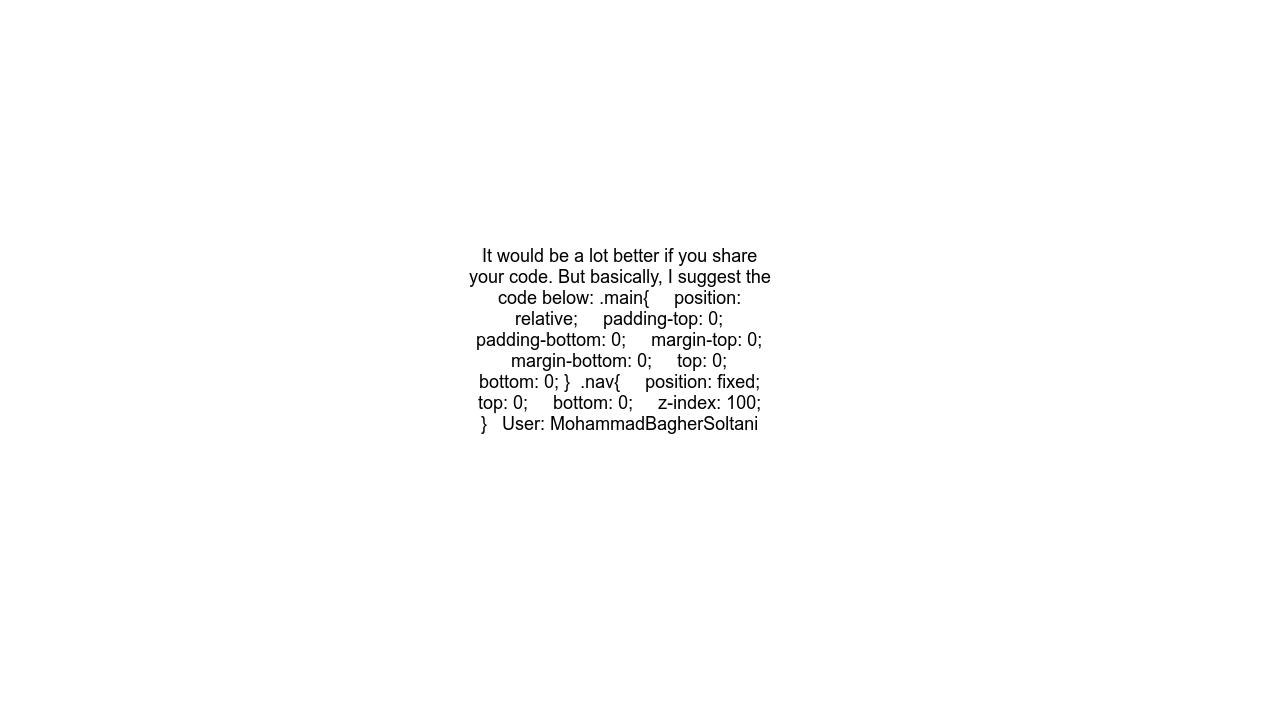 It would be a lot better if you share
your code. But basically, I suggest the
code below: .main{     position:
relative;     padding-top: 0;
padding-bottom: 0;     margin-top: 0;
margin-bottom: 0;     top: 0;
bottom: 0; }  .nav{     position: fixed;
top: 0;     bottom: 0;     z-index: 100;
}   User: MohammadBagherSoltani